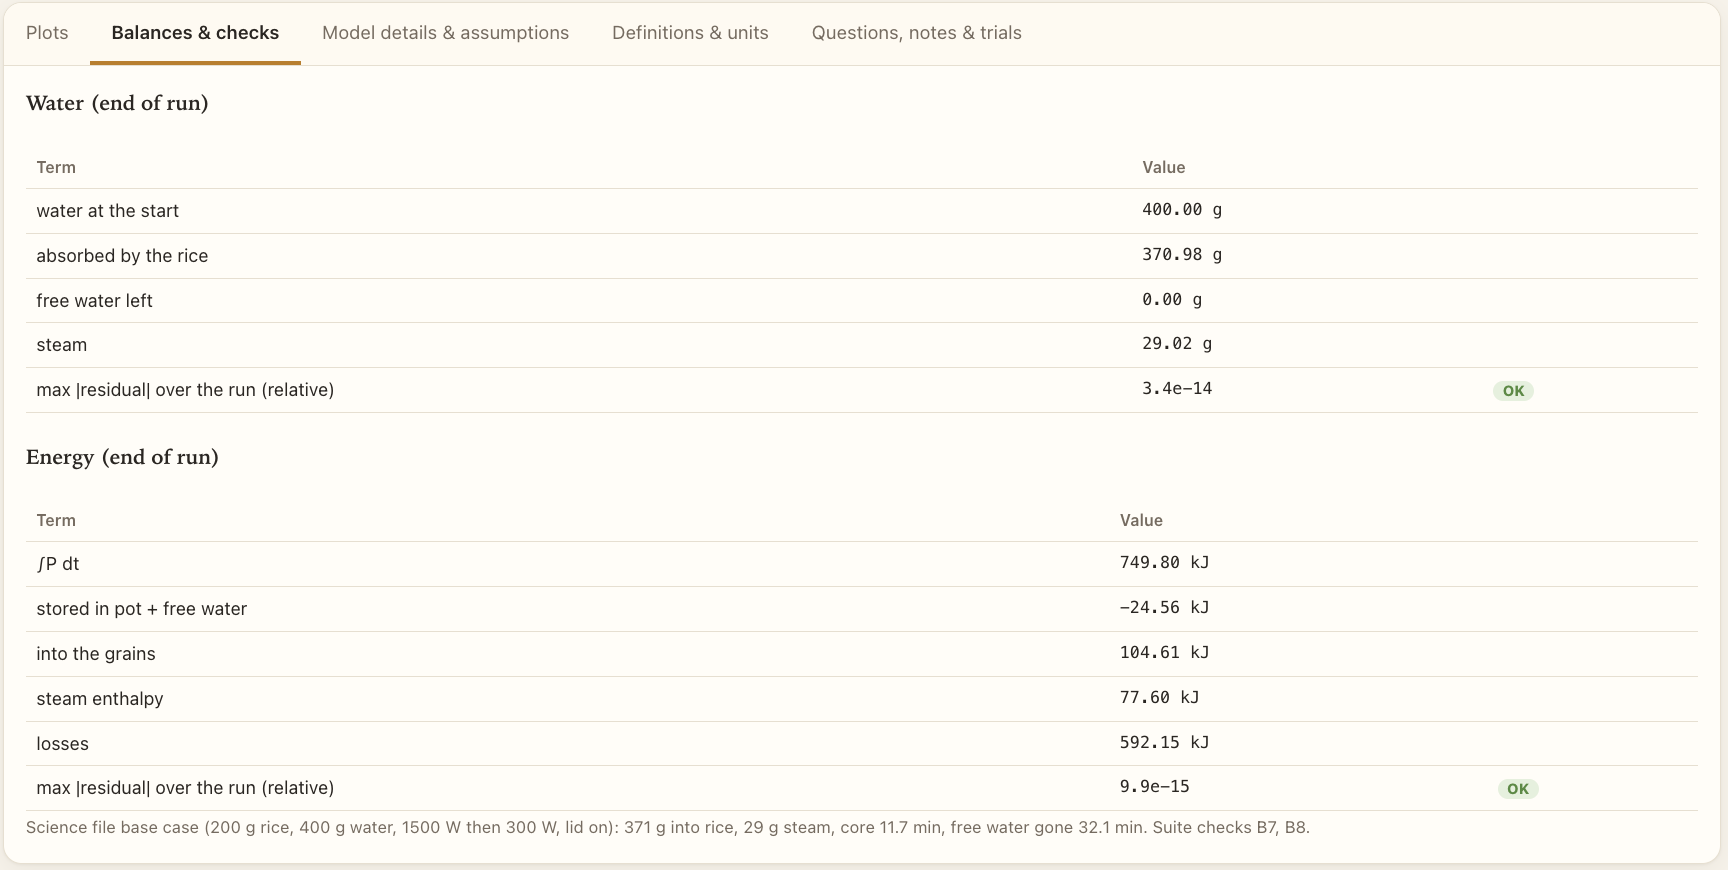 Plots Balances & checks Model details & assumptions Definitions & units Questions, notes & trials
Water (end of run)
Term Value
water at the start 400.00 g
absorbed by the rice 370.98 g
free water left 0.00 g
steam 29.02 g
max |residual| over the run (relative) 3.4e−14 OK
Energy (end of run)
Term Value
∫P dt 749.80 kJ
stored in pot + free water −24.56 kJ
into the grains 104.61 kJ
steam enthalpy 77.60 kJ
losses 592.15 kJ
max |residual| over the run (relative) 9.9e−15 OK
Science file base case (200 g rice, 400 g water, 1500 W then 300 W, lid on): 371 g into rice, 29 g steam, core 11.7 min, free water gone 32.1 min. Suite checks B7, B8.